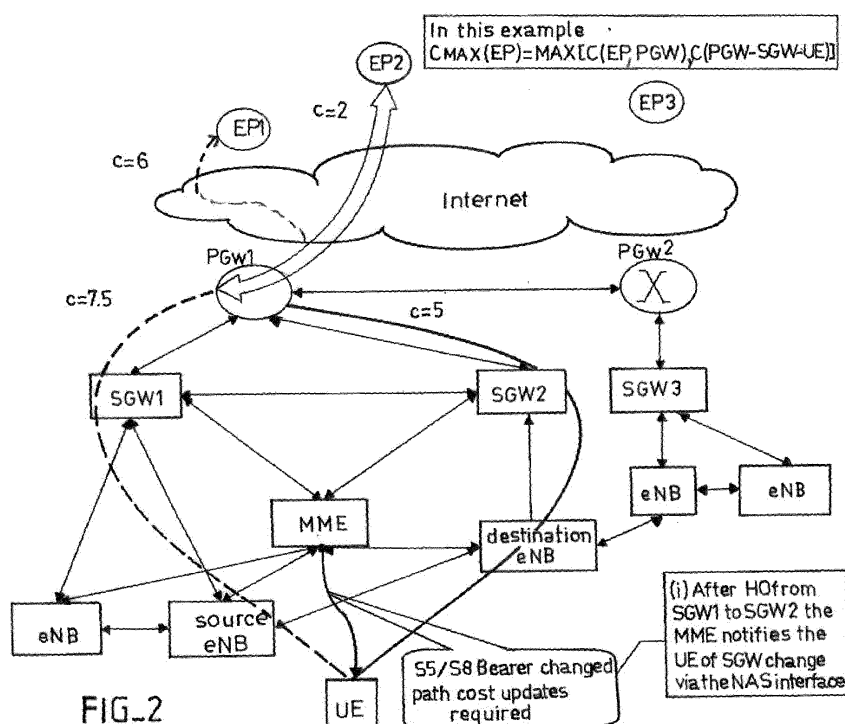 In this example
CMAX(EP)=MAX[C(EP,PGW),C(PGW-SGW-UE)]
EP2
EP3
EP1
c=2
c=6
Internet
PGW1
PGW2
c=7.5
c=5
SGW1
SGW2
SGW3
eNB
eNB
MME
destination
eNB
(i) After HO from
SGW1 to SGW2 the
MME notifies the
UE of SGW change
via the NAS interface
eNB
source
eNB
S5/S8 Bearer changed
path cost updates
required
UE
FIG_2